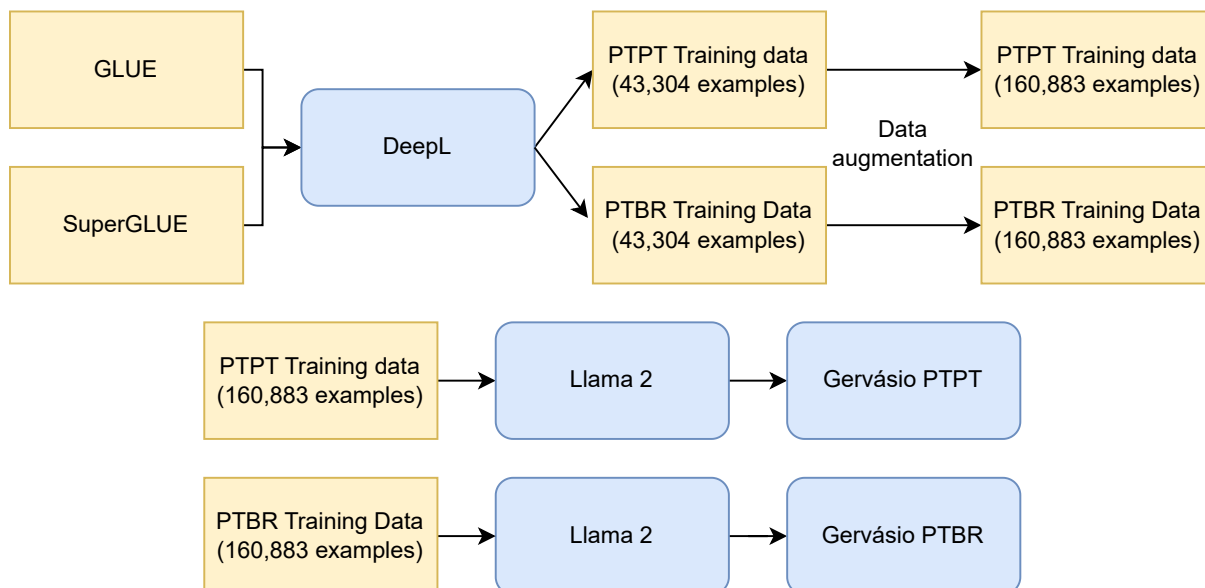 GLUE
SuperGLUE
DeepL
PTPT Training data
(43,304 examples)
PTBR Training Data
(43,304 examples)
Data
augmentation
PTPT Training data
(160,883 examples)
PTBR Training Data
(160,883 examples)
PTPT Training data
(160,883 examples)
Llama 2
Gervásio PTPT
PTBR Training Data
(160,883 examples)
Llama 2
Gervásio PTBR